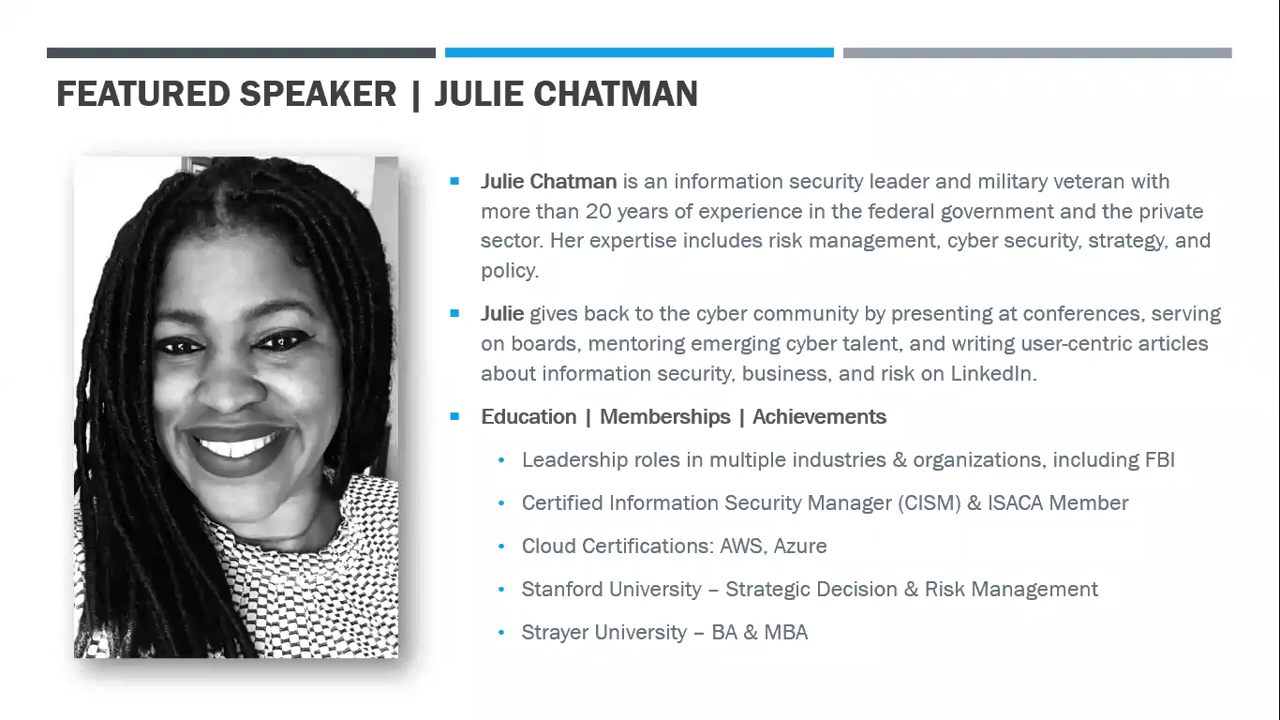 FEATURED SPEAKER | JULIE CHATMAN
Julie Chatman is an information security leader and military veteran with
more than 20 years of experience in the federal government and the private
sector. Her expertise includes risk management, cyber security, strategy, and
policy.
Julie gives back to the cyber community by presenting at conferences, serving
on boards, mentoring emerging cyber talent, and writing user-centric articles
about information security, business, and risk on LinkedIn.
Education | Memberships | Achievements
Leadership roles in multiple industries & organizations, including FBI
Certified Information Security Manager (CISM) & ISACA Member
Cloud Certifications: AWS, Azure
Stanford University – Strategic Decision & Risk Management
Strayer University – BA & MBA